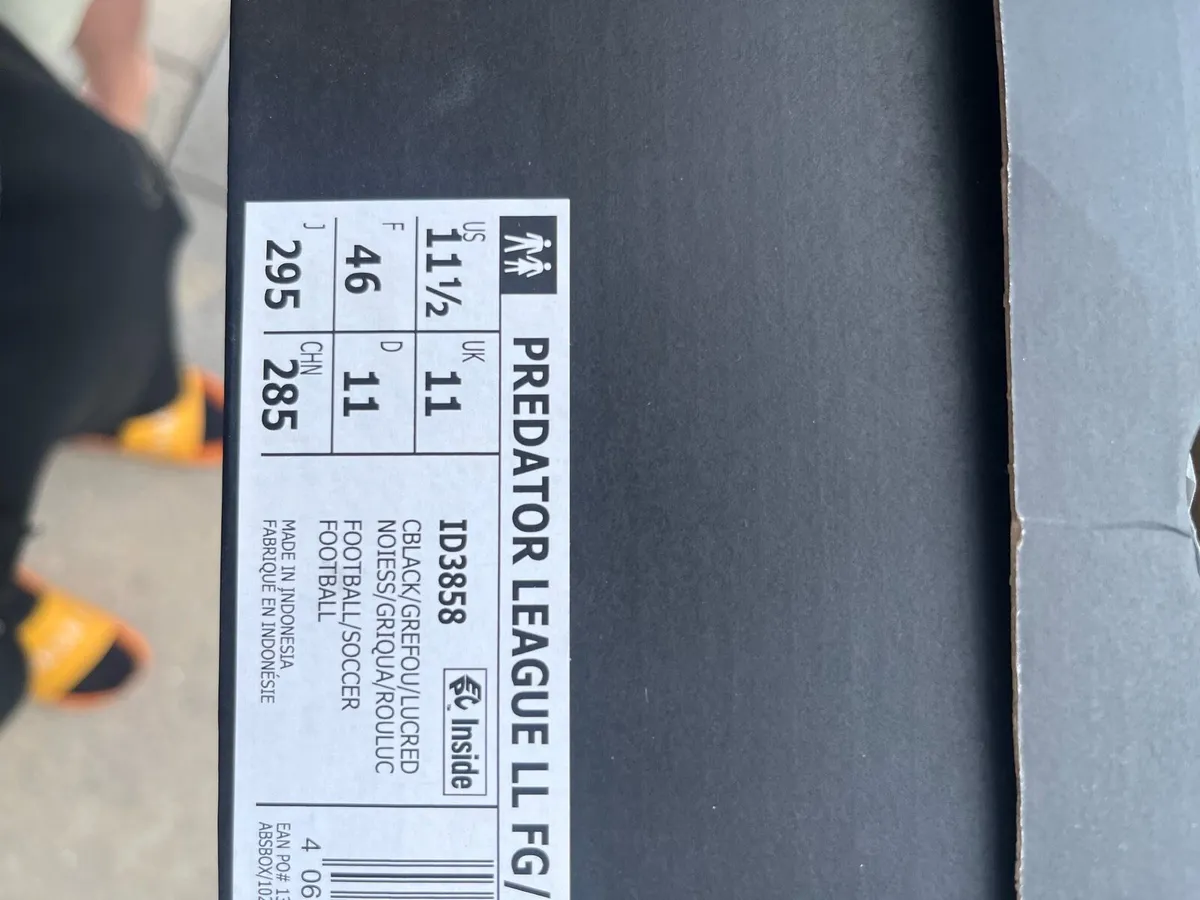 PREDATOR LEAGUE LL FG/
US
11½
UK
11
F
46
D
11
J
295
CHN
285
ID3858
Inside
CBLACK/GREFOU/LUCRED
NOIESS/GRIQUA/ROULUC
FOOTBALL/SOCCER
FOOTBALL
MADE IN INDONESIA
FABRIQUÉ EN INDONÉSIE
4 06
EAN PO# 13
ABSBOX/102